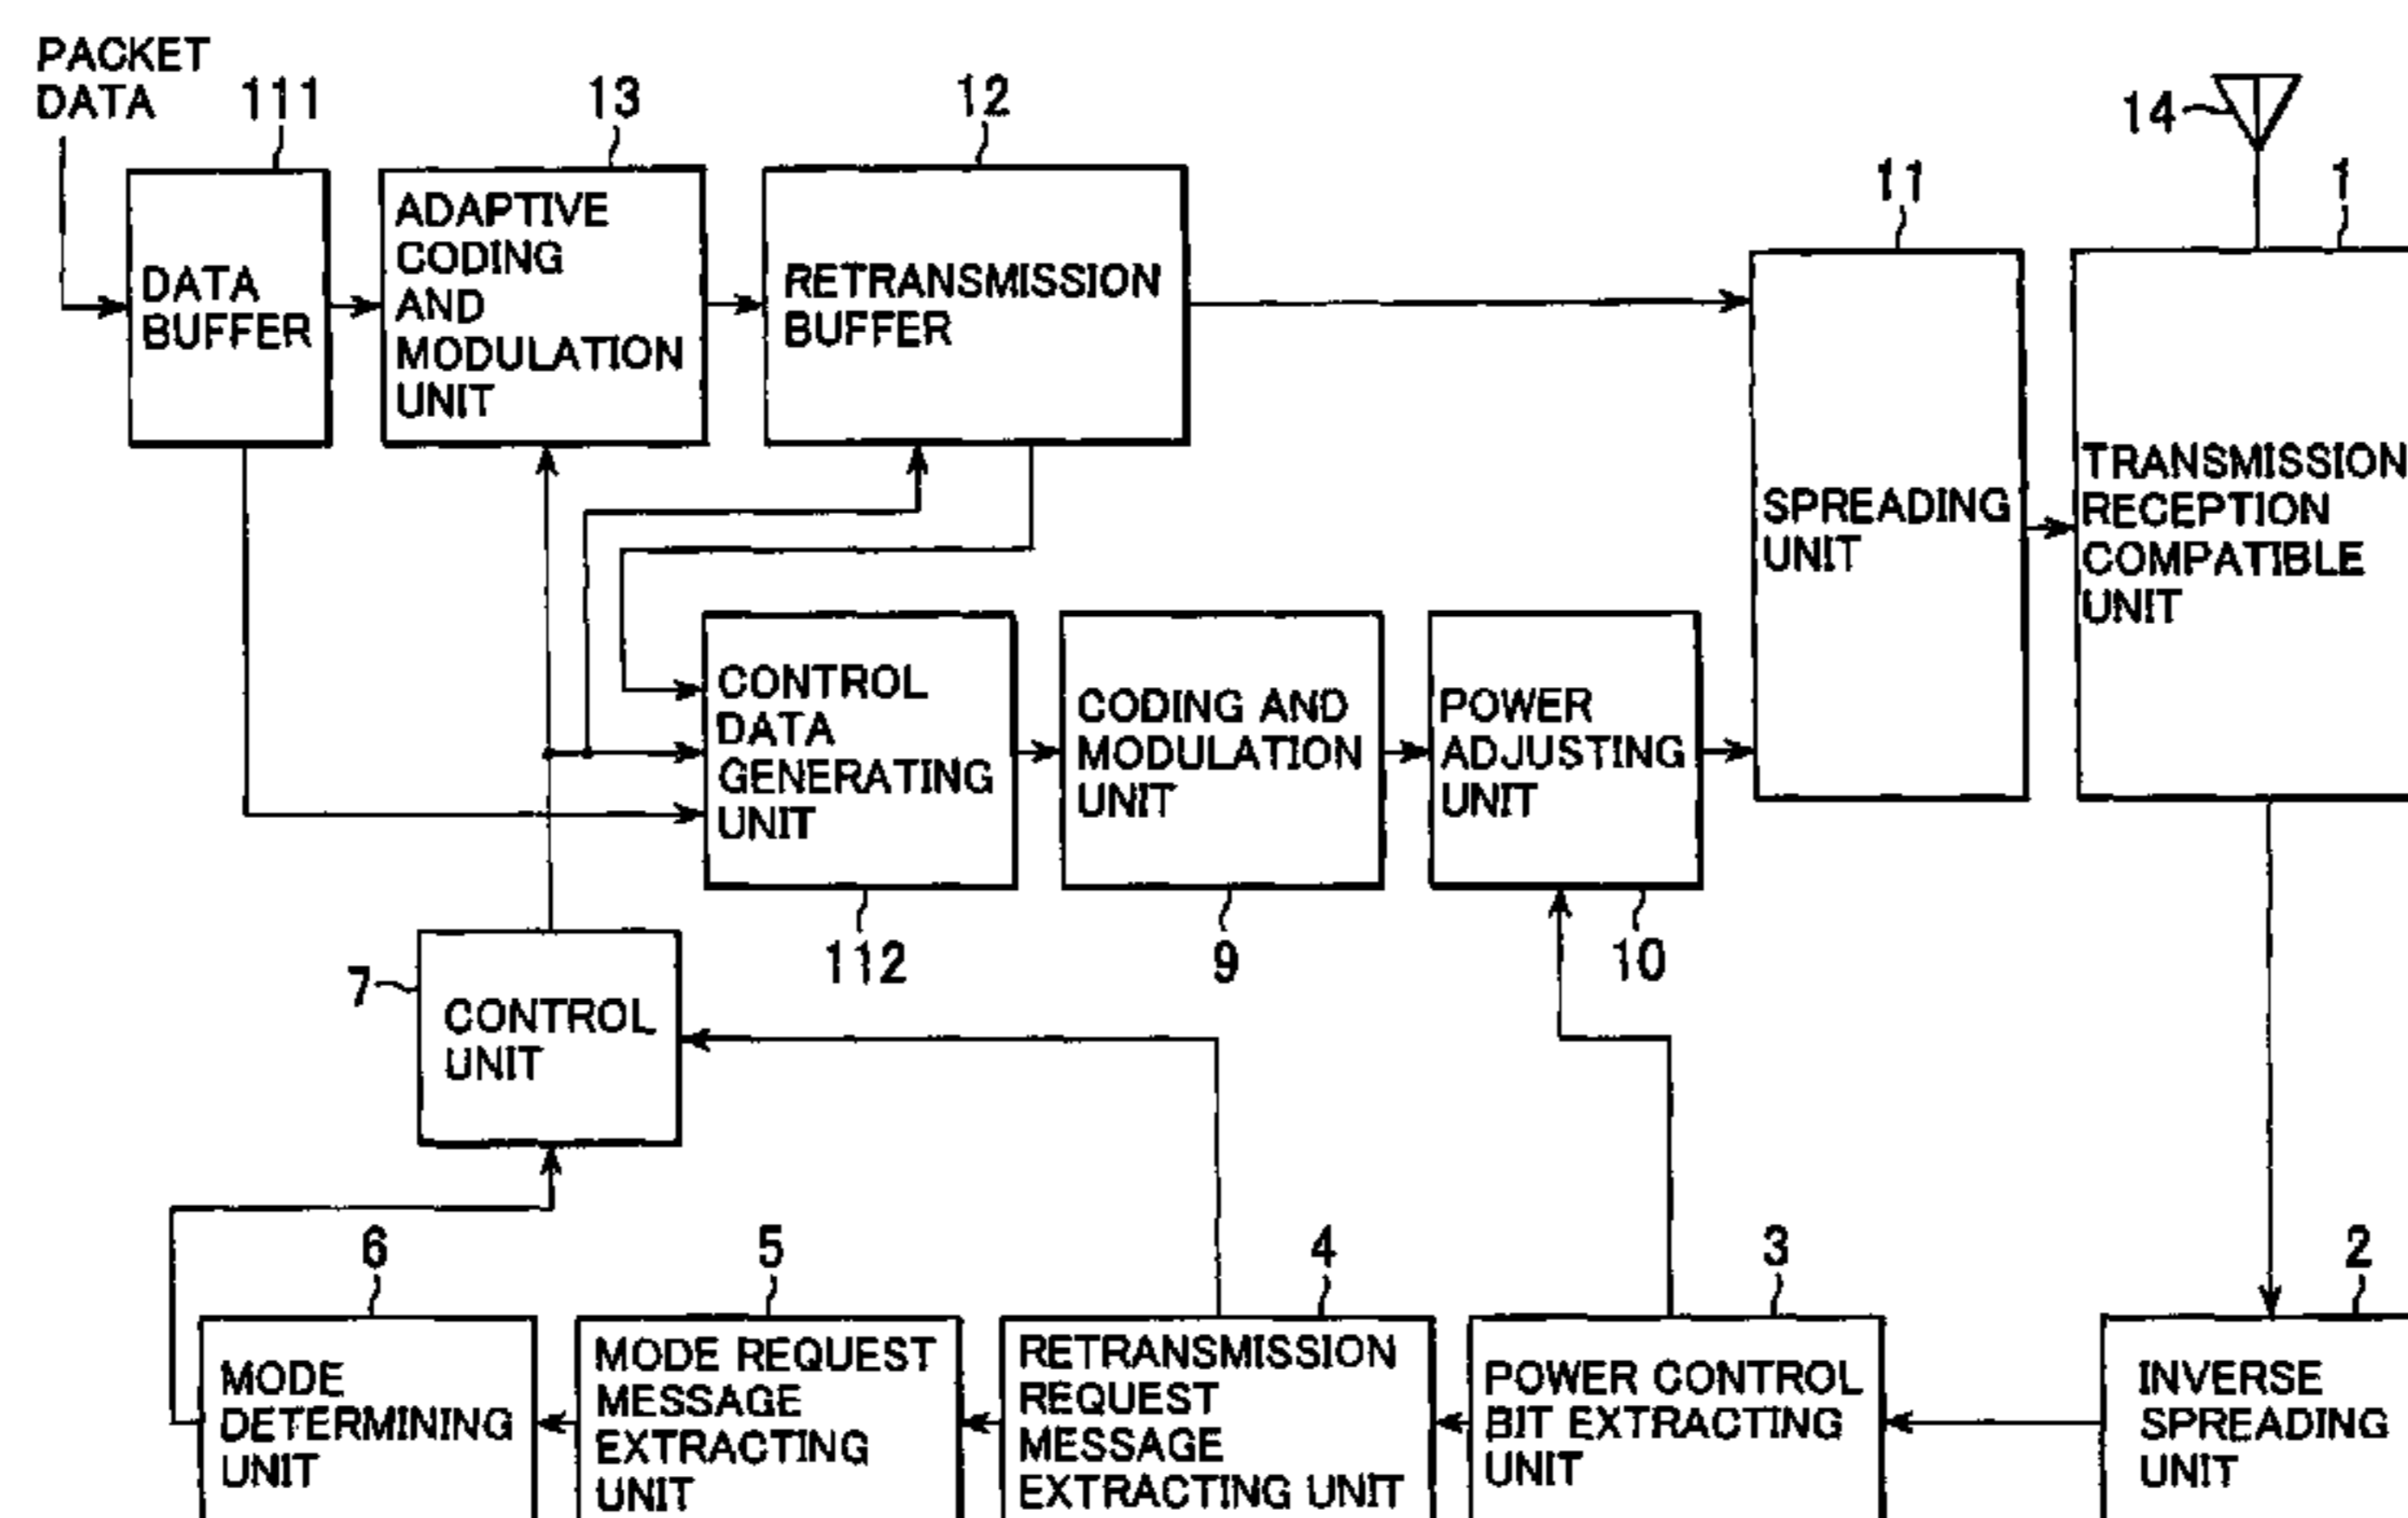 PACKET
DATA
111
13
12
14
11
1
DATA
BUFFER
ADAPTIVE
CODING
AND
MODULATION
UNIT
RETRANSMISSION
BUFFER
SPREADING
UNIT
TRANSMISSION
RECEPTION
COMPATIBLE
UNIT
CONTROL
DATA
GENERATING
UNIT
CODING AND
MODULATION
UNIT
POWER
ADJUSTING
UNIT
112
9
10
7
CONTROL
UNIT
6
5
4
3
2
MODE
DETERMINING
UNIT
MODE REQUEST
MESSAGE
EXTRACTING
UNIT
RETRANSMISSION
REQUEST
MESSAGE
EXTRACTING UNIT
POWER CONTROL
BIT EXTRACTING
UNIT
INVERSE
SPREADING
UNIT